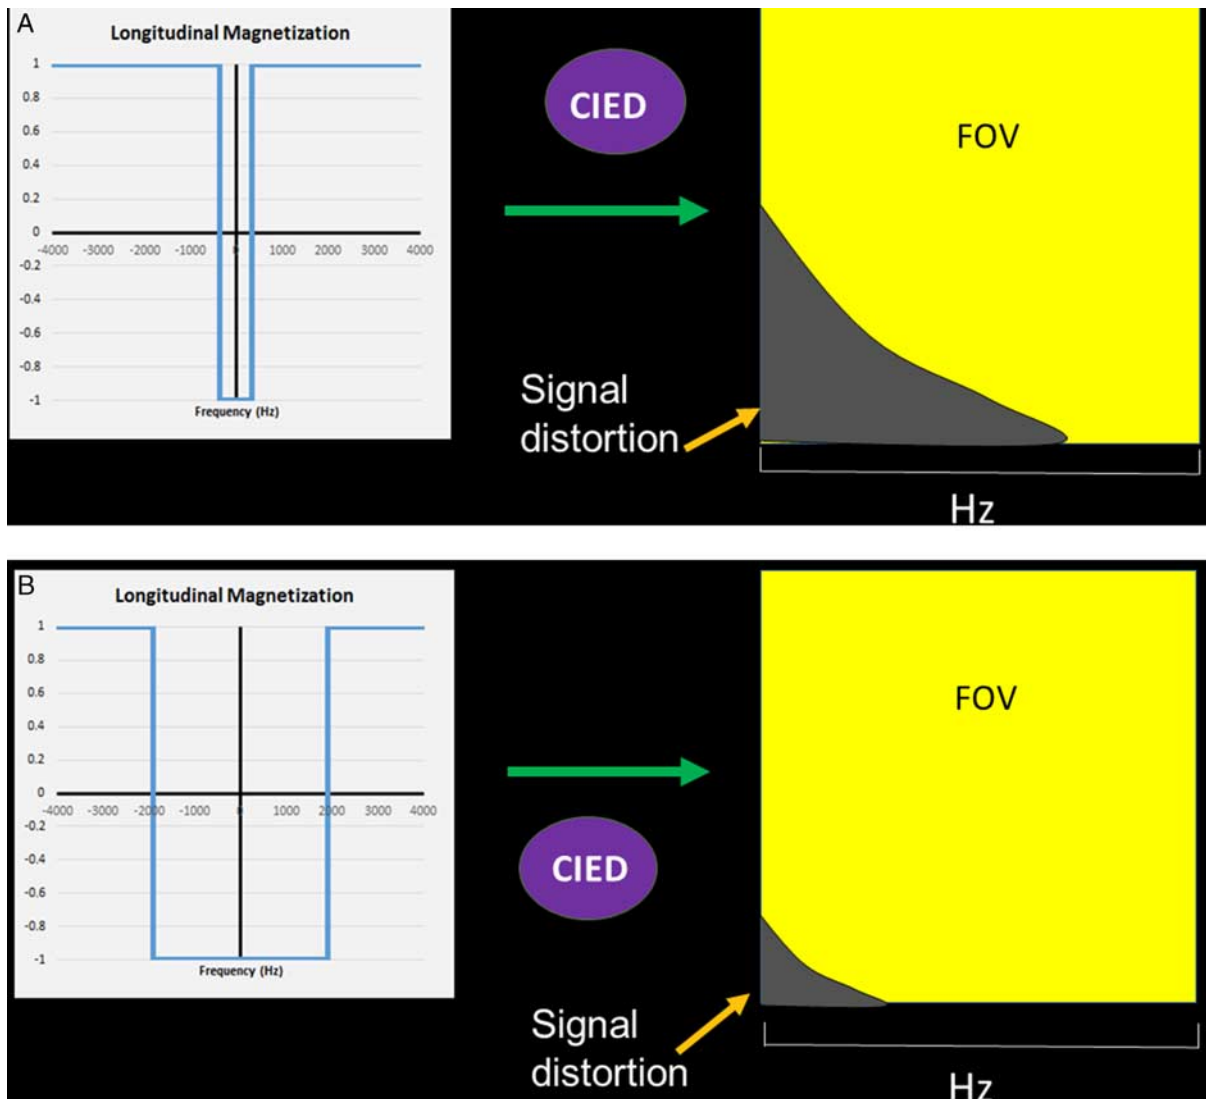 A
Longitudinal Magnetization
1
0.8
0.6
0.4
0.2
0
-4000 -3000 -2000 -1000 0 1000 2000 3000 4000
-0.2
-0.4
-0.6
-0.8
-1
Frequency (Hz)
CIED
FOV
Signal
distortion
Hz
B
Longitudinal Magnetization
1
0.8
0.6
0.4
0.2
0
-4000 -3000 -2000 -1000 0 1000 2000 3000 4000
-0.2
-0.4
-0.6
-0.8
-1
Frequency (Hz)
CIED
FOV
Signal
distortion
Hz